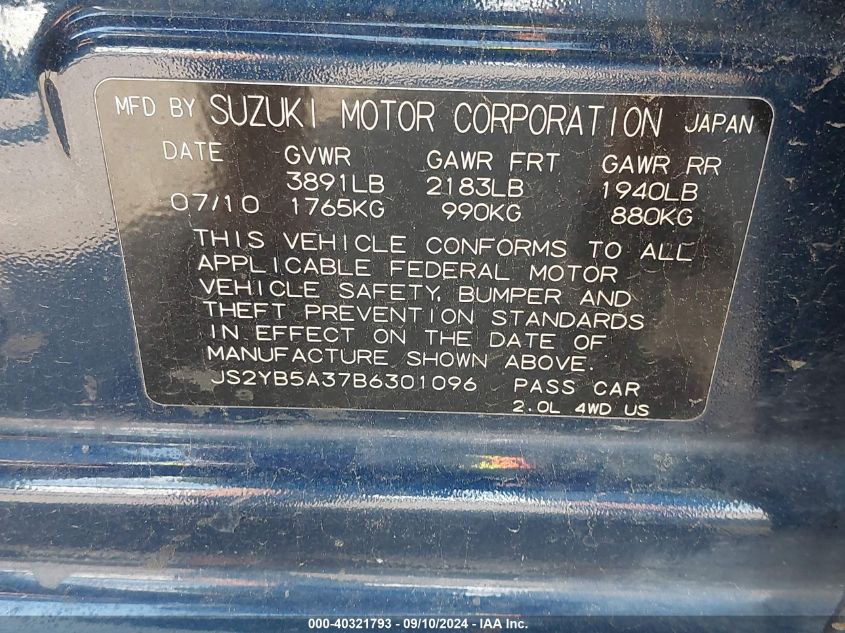 MFD BY SUZUKI MOTOR CORPORATION JAPAN
DATE GVWR GAWR FRT GAWR RR
3891LB 2183LB 1940LB
07/10 1765KG 990KG 880KG
THIS VEHICLE CONFORMS TO ALL
APPLICABLE FEDERAL MOTOR
VEHICLE SAFETY, BUMPER AND
THEFT PREVENTION STANDARDS
IN EFFECT ON THE DATE OF
MANUFACTURE SHOWN ABOVE.
JS2YB5A37B6301096 PASS CAR
2.0L 4WD US
000-40321793 - 09/10/2024 - IAA Inc.